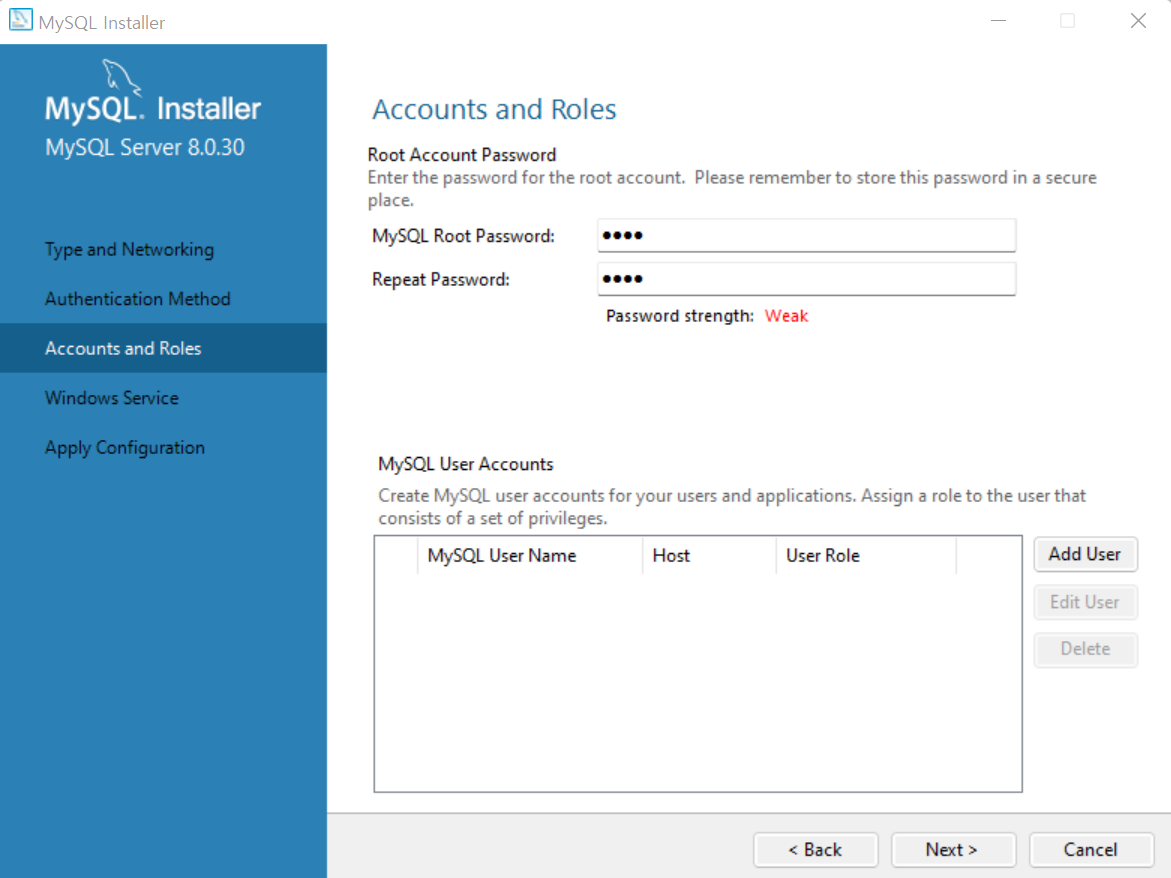 MySQL Installer
MySQL. Installer
MySQL Server 8.0.30
Type and Networking
Authentication Method
Accounts and Roles
Windows Service
Apply Configuration
Accounts and Roles
Root Account Password
Enter the password for the root account.  Please remember to store this password in a secure
place.
MySQL Root Password: ●●●●
Repeat Password: ●●●●
Password strength: Weak
MySQL User Accounts
Create MySQL user accounts for your users and applications. Assign a role to the user that
consists of a set of privileges.
MySQL User Name Host User Role
Add User
Edit User
Delete
< Back Next > Cancel